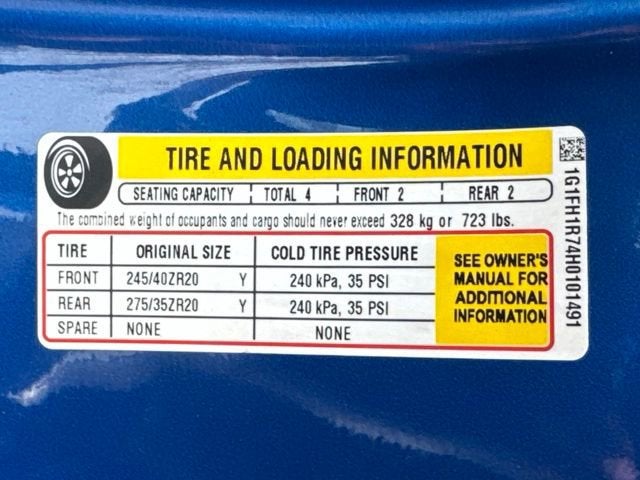 TIRE AND LOADING INFORMATION
SEATING CAPACITY TOTAL 4 FRONT 2 REAR 2
The combined weight of occupants and cargo should never exceed 328 kg or 723 lbs.
TIRE ORIGINAL SIZE COLD TIRE PRESSURE
FRONT 245/40ZR20 Y 240 kPa, 35 PSI
REAR 275/35ZR20 Y 240 kPa, 35 PSI
SPARE NONE NONE
SEE OWNER'S
MANUAL FOR
ADDITIONAL
INFORMATION
1G1FH1R74H0101491